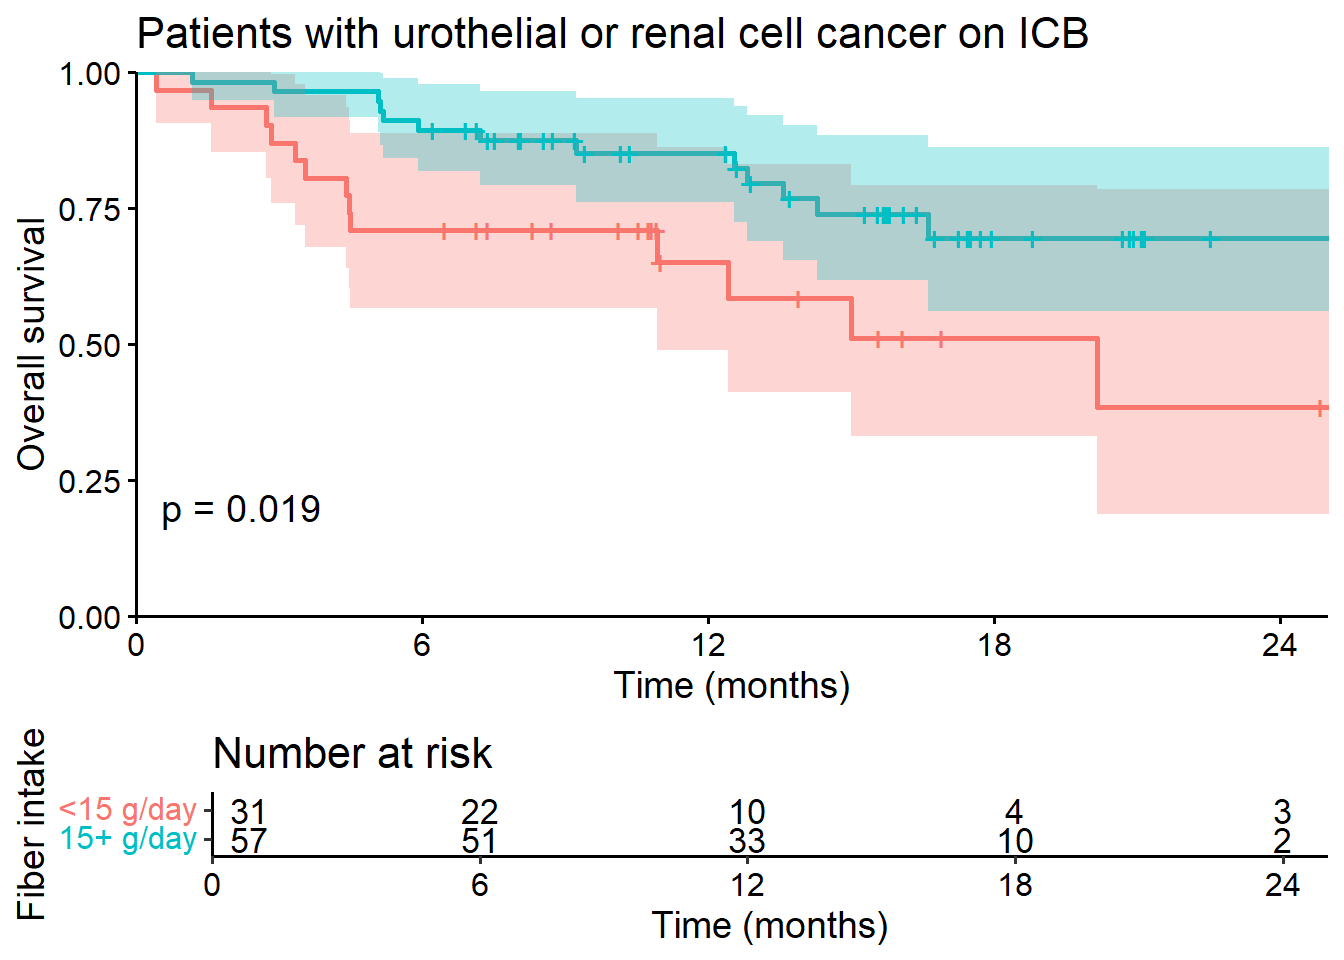 Patients with urothelial or renal cell cancer on ICB
Overall survival
1.00
0.75
0.50
0.25
0.00
p = 0.019
0 6 12 18 24
Time (months)
Number at risk
Fiber intake
<15 g/day 31 22 10 4 3
15+ g/day 57 51 33 10 2
0 6 12 18 24
Time (months)